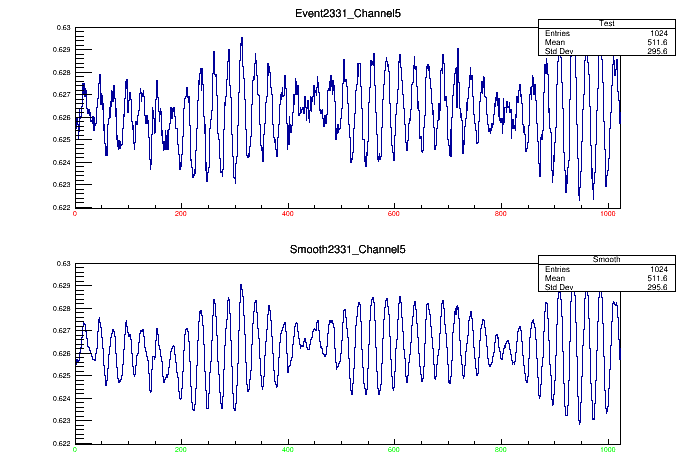 Event2331_Channel5
Test
Entries 1024
Mean 511.6
Std Dev 295.6
0.63
0.629
0.628
0.627
0.626
0.625
0.624
0.623
0.622
0 200 400 600 800 1000
Smooth2331_Channel5
Smooth
Entries 1024
Mean 511.6
Std Dev 295.6
0.63
0.629
0.628
0.627
0.626
0.625
0.624
0.623
0.622
0 200 400 600 800 1000